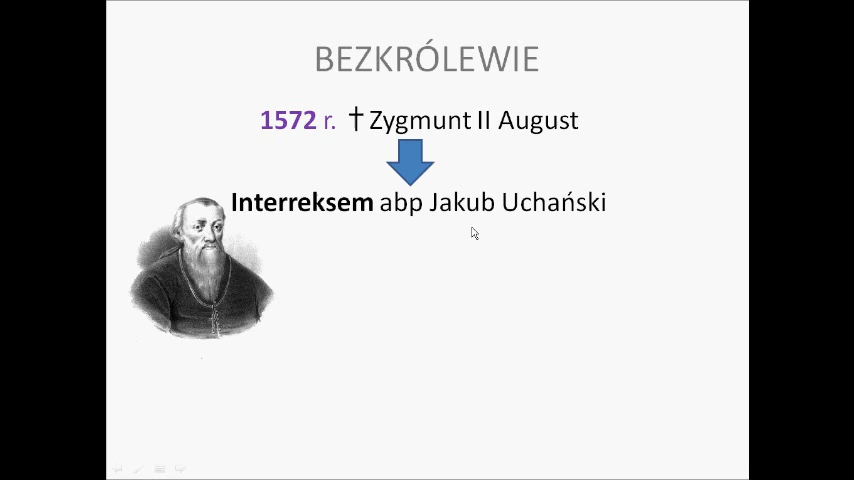 BEZKRÓLEWIE
1572 r. † Zygmunt II August
Interreksem abp Jakub Uchański